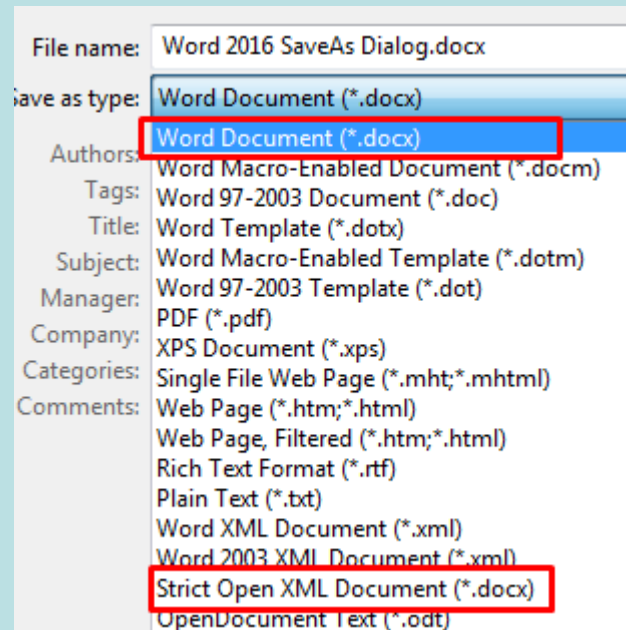 File name: Word 2016 SaveAs Dialog.docx
Save as type: Word Document (*.docx)
Word Document (*.docx)
Authors: Word Macro-Enabled Document (*.docm)
Tags: Word 97-2003 Document (*.doc)
Title: Word Template (*.dotx)
Subject: Word Macro-Enabled Template (*.dotm)
Manager: Word 97-2003 Template (*.dot)
PDF (*.pdf)
Company: XPS Document (*.xps)
Categories: Single File Web Page (*.mht;*.mhtml)
Comments: Web Page (*.htm;*.html)
Web Page, Filtered (*.htm;*.html)
Rich Text Format (*.rtf)
Plain Text (*.txt)
Word XML Document (*.xml)
Word 2003 XML Document (*.xml)
Strict Open XML Document (*.docx)
OpenDocument Text (*.odt)